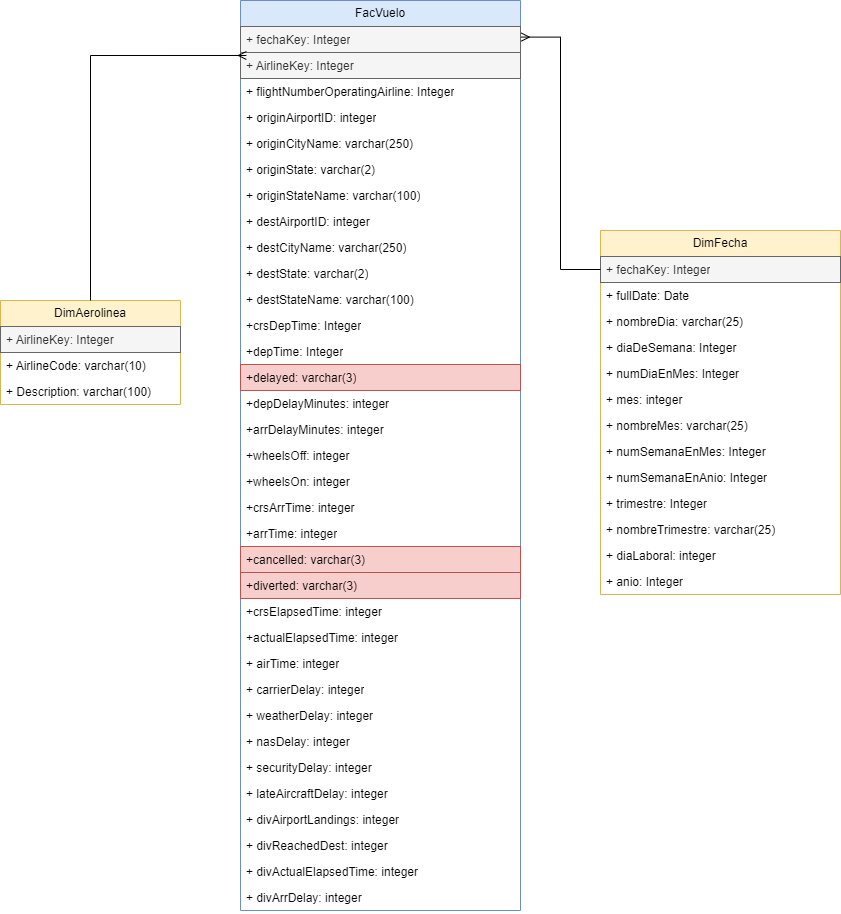 FacVuelo
+ fechaKey: Integer
+ AirlineKey: Integer
+ flightNumberOperatingAirline: Integer
+ originAirportID: integer
+ originCityName: varchar(250)
+ originState: varchar(2)
+ originStateName: varchar(100)
+ destAirportID: integer
+ destCityName: varchar(250)
+ destState: varchar(2)
+ destStateName: varchar(100)
+crsDepTime: Integer
+depTime: Integer
+delayed: varchar(3)
+depDelayMinutes: integer
+arrDelayMinutes: integer
+wheelsOff: integer
+wheelsOn: integer
+crsArrTime: integer
+arrTime: integer
+cancelled: varchar(3)
+diverted: varchar(3)
+crsElapsedTime: integer
+actualElapsedTime: integer
+ airTime: integer
+ carrierDelay: integer
+ weatherDelay: integer
+ nasDelay: integer
+ securityDelay: integer
+ lateAircraftDelay: integer
+ divAirportLandings: integer
+ divReachedDest: integer
+ divActualElapsedTime: integer
+ divArrDelay: integer
DimAerolinea
+ AirlineKey: Integer
+ AirlineCode: varchar(10)
+ Description: varchar(100)
DimFecha
+ fechaKey: Integer
+ fullDate: Date
+ nombreDia: varchar(25)
+ diaDeSemana: Integer
+ numDiaEnMes: Integer
+ mes: integer
+ nombreMes: varchar(25)
+ numSemanaEnMes: Integer
+ numSemanaEnAnio: Integer
+ trimestre: Integer
+ nombreTrimestre: varchar(25)
+ diaLaboral: integer
+ anio: Integer